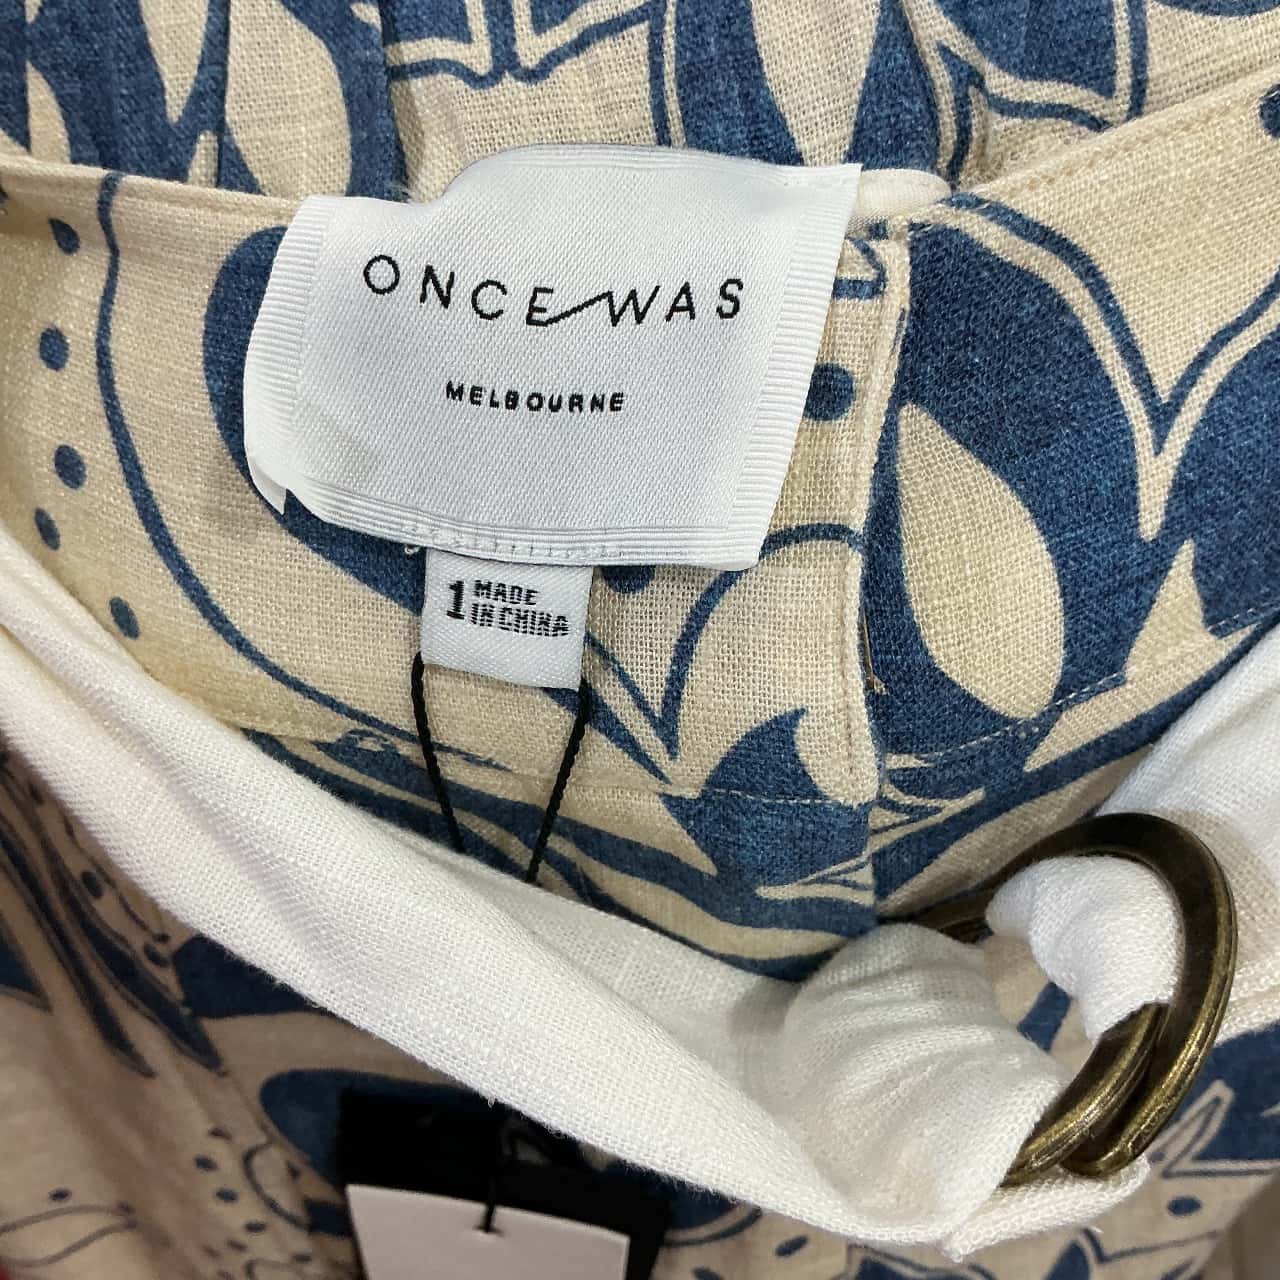 ONCE WAS
MELBOURNE
1 MADE
IN CHINA